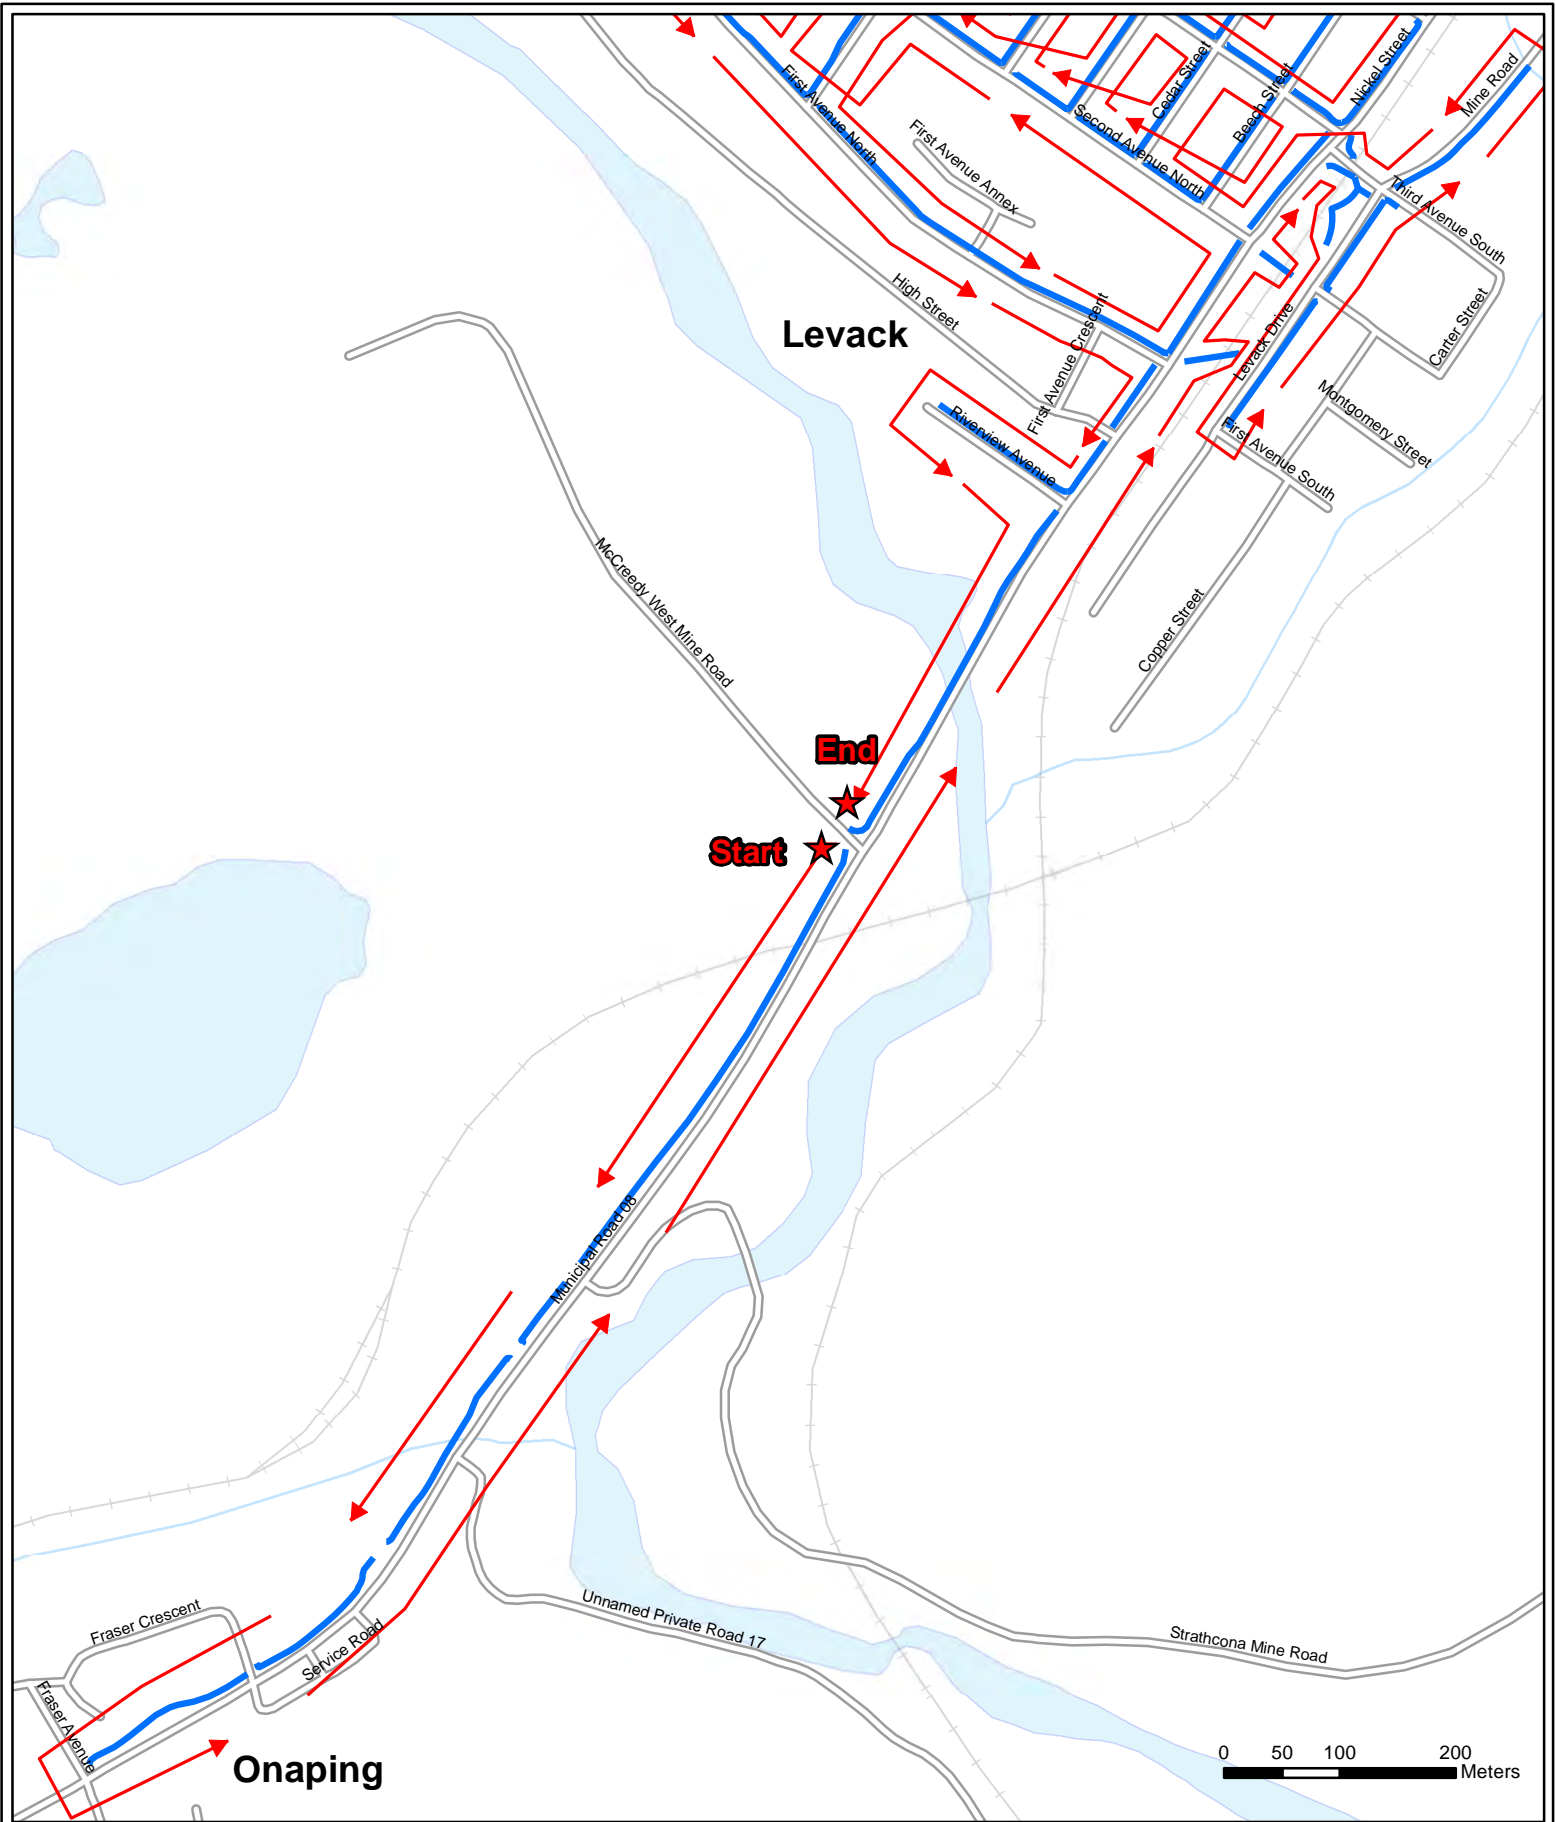 First Avenue North
First Avenue Annex
Second Avenue North
Cedar Street
Beech Street
Nickel Street
Mine Road
Third Avenue South
Carter Street
High Street
First Avenue Crescent
Levack Drive
Levack
Riverview Avenue
Montgomery Street
First Avenue South
McCreedy West Mine Road
Copper Street
End
Start
Municipal Road 08
Fraser Crescent
Service Road
Unnamed Private Road 17
Strathcona Mine Road
Fraser Avenue
Onaping
0 50 100 200
Meters